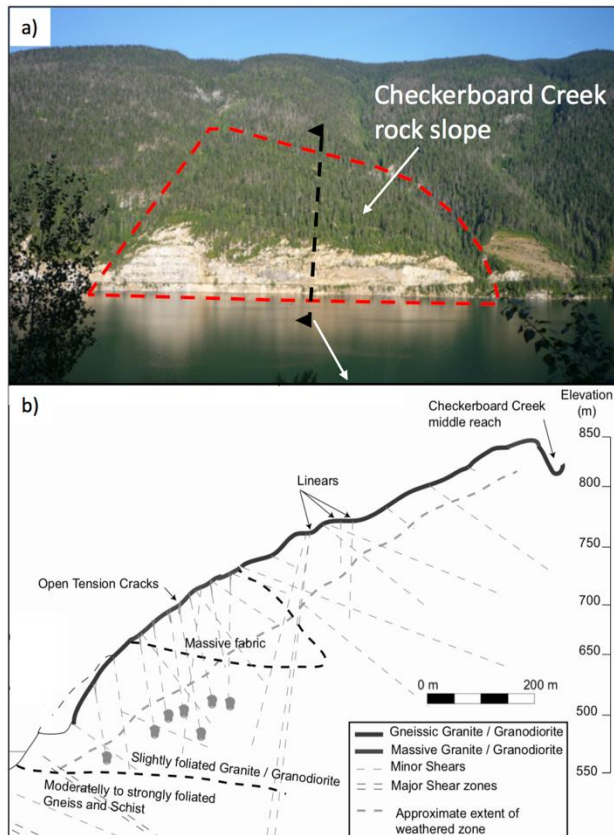 a)
Checkerboard Creek
rock slope
b)
Elevation
(m)
Checkerboard Creek
middle reach
850
800
Linears
750
Open Tension Cracks
700
Massive fabric
650
0 m 200 m
500
Slightly foliated Granite / Granodiorite
Moderatelly to strongly foliated
Gneiss and Schist
550
Gneissic Granite / Granodiorite
Massive Granite / Granodiorite
Minor Shears
Major Shear zones
Approximate extent of
weathered zone